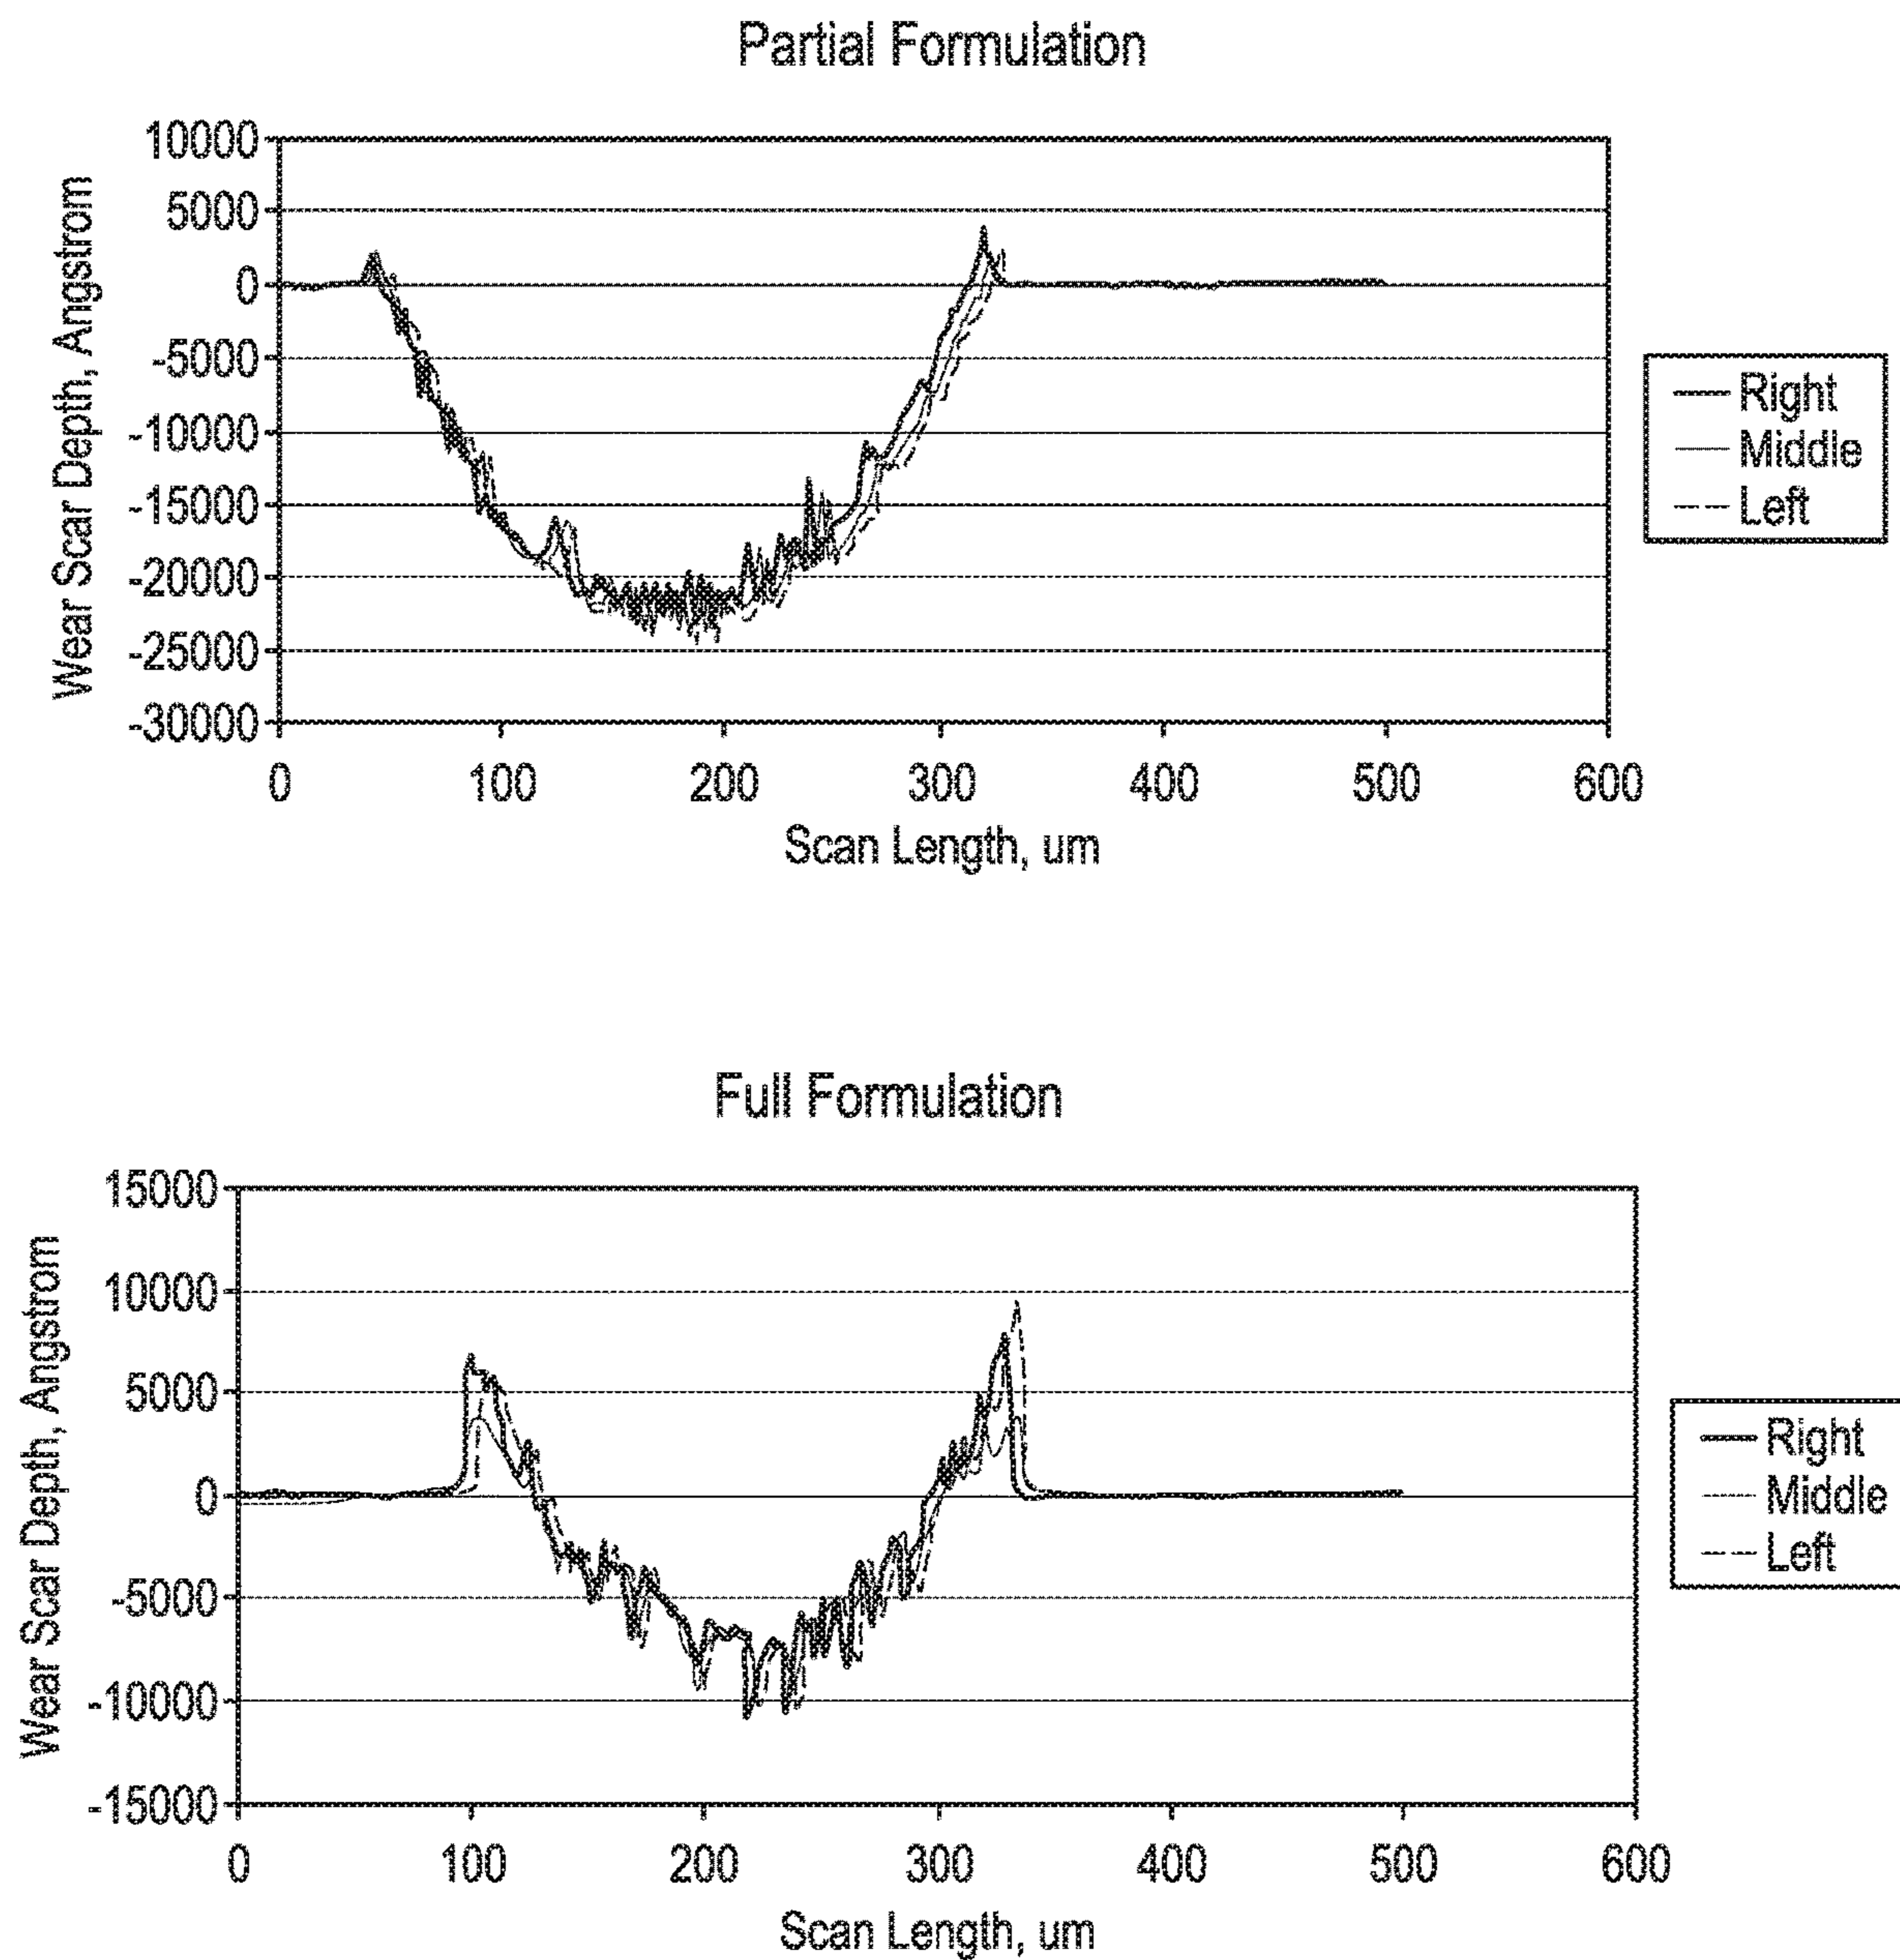 Partial Formulation
Wear Scar Depth, Angstrom
10000
5000
0
-5000
-10000
-15000
-20000
-25000
-30000
0 100 200 300 400 500 600
Scan Length, um
Right
Middle
Left
Full Formulation
Wear Scar Depth, Angstrom
15000
10000
5000
0
-5000
-10000
-15000
0 100 200 300 400 500 600
Scan Length, um
Right
Middle
Left